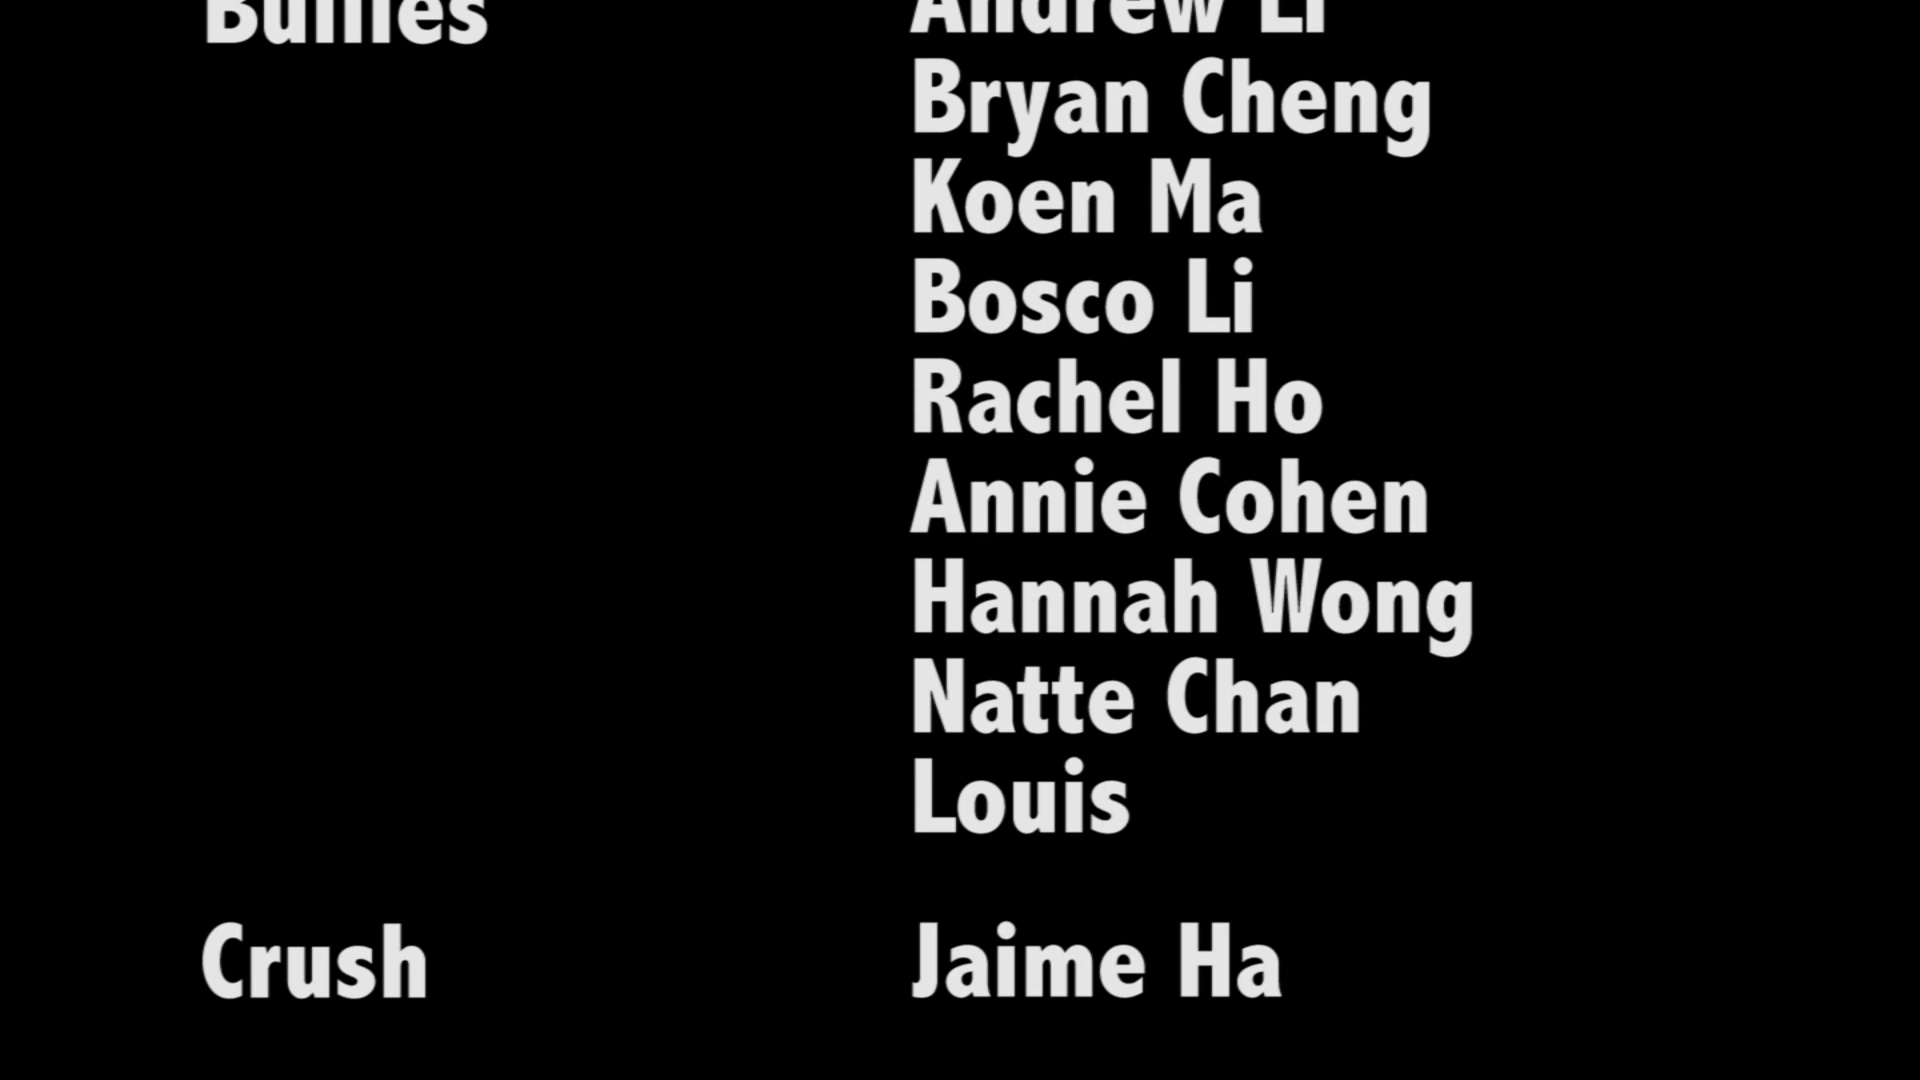 Bullies Andrew Li
Bryan Cheng
Koen Ma
Bosco Li
Rachel Ho
Annie Cohen
Hannah Wong
Natte Chan
Louis
Crush Jaime Ha